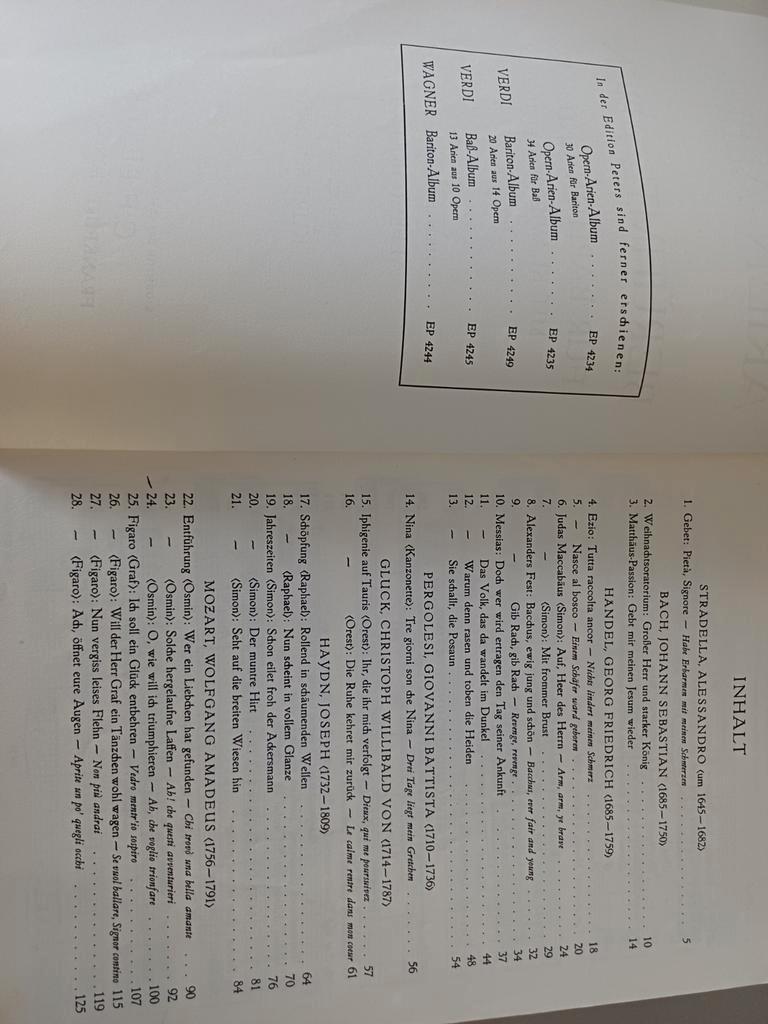 In der Edition Peters sind ferner erschienen:
Opern-Arien-Album . . . . . . . EP 4234
30 Arien für Bariton
Opern-Arien-Album . . . . . . . EP 4235
34 Arien für Baß
VERDI Bariton-Album . . . . . . . . . EP 4249
20 Arien aus 14 Opern
VERDI Baß-Album . . . . . . . . . . . EP 4245
13 Arien aus 10 Opern
WAGNER Bariton-Album . . . . . . . . . EP 4244
INHALT
STRADELLA, ALESSANDRO (um 1645—1682)
1. Gebet: Pietà, Signore — Habe Erbarmen mit meinen Schmerzen . . . . . . . . . 5
BACH, JOHANN SEBASTIAN (1685—1750)
2. Weihnachtsoratorium: Großer Herr und starker König . . . . . . . . . . . 10
3. Matthäus-Passion: Gebt mir meinen Jesum wieder . . . . . . . . . . . . 14
HÄNDEL, GEORG FRIEDRICH (1685—1759)
4. Ezio: Tutta raccolta ancor — Nichts lindert meinen Schmerz . . . . . . . . . . 18
5. — Nasce al bosco — Einem Schäfer ward geboren . . . . . . . . . . . . 20
6. Judas Maccabäus (Simon): Auf, Heer des Herrn — Arm, arm, ye brave . . . . . . . 24
7. — (Simon): Mit frommer Brust . . . . . . . . . . . . 29
8. Alexanders Fest: Bacchus, ewig jung und schön — Bacchus, ever fair and young . . . . . 32
9. — Gib Rach, gib Rach — Revenge, revenge . . . . . . . . . . 34
10. Messias: Doch wer wird ertragen den Tag seiner Ankunft . . . . . . . . . . 37
11. — Das Volk, das da wandelt im Dunkel . . . . . . . . . . . . . 44
12. — Warum denn rasen und toben die Heiden . . . . . . . . . . . . 48
13. — Sie schallt, die Posaun . . . . . . . . . . . . . . . . . 54
PERGOLESI, GIOVANNI BATTISTA (1710—1736)
14. Nina (Kanzonette): Tre giorni son che Nina — Drei Tage liegt mein Gretchen . . . . . 56
GLUCK, CHRISTOPH WILLIBALD VON (1714—1787)
15. Iphigenie auf Tauris (Orest): Ihr, die ihr mich verfolgt — Dieux, qui me poursuivez . . . . . 57
16. — (Orest): Die Ruhe kehret mir zurück — Le calme rentre dans mon coeur 61
HAYDN, JOSEPH (1732—1809)
17. Schöpfung (Raphael): Rollend in schäumenden Wellen . . . . . . . . . . . 64
18. — (Raphael): Nun scheint in vollem Glanze . . . . . . . . . . . . 70
19. Jahreszeiten (Simon): Schon eilet froh der Ackersmann . . . . . . . . . . . 76
20. — (Simon): Der muntre Hirt . . . . . . . . . . . . . . . 81
21. — (Simon): Seht auf die breiten Wiesen hin . . . . . . . . . . . . 84
MOZART, WOLFGANG AMADEUS (1756—1791)
22. Entführung (Osmin): Wer ein Liebchen hat gefunden — Chi trovò una bella amante . . . 90
23. — (Osmin): Solche hergelaufne Laffen — Ah! che questi avventurieri . . . . . 92
24. — (Osmin): O, wie will ich triumphieren — Ah, che voglio trionfare . . . . . 100
25. Figaro (Graf): Ich soll ein Glück entbehren — Vedro mentr'io sospiro . . . . . . . 107
26. — (Figaro): Will der Herr Graf ein Tänzchen wohl wagen — Se vuol ballare, Signor contino 115
27. — (Figaro): Nun vergiss leises Flehn — Non più andrai . . . . . . . . . . 119
28. — (Figaro): Ach, öffnet eure Augen — Aprite un po' quegli occhi . . . . . . . 125